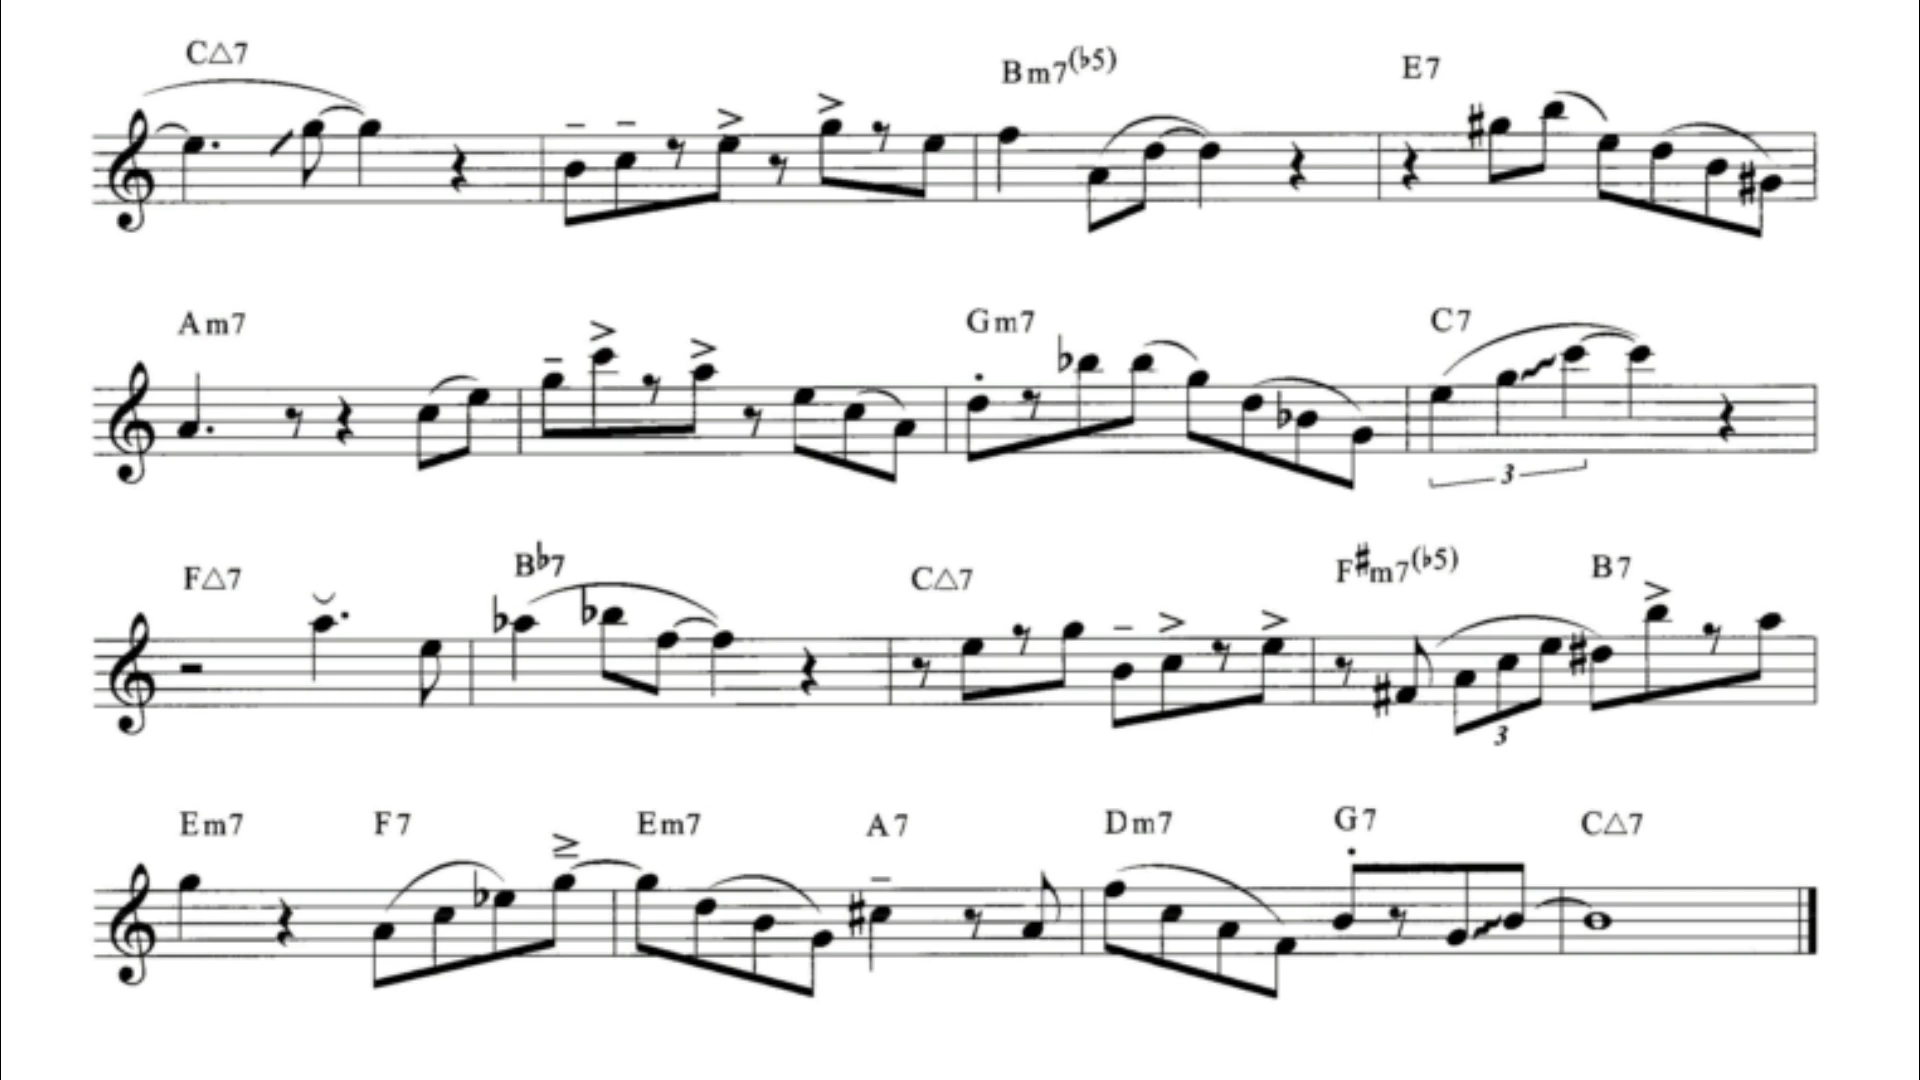 C△7 Bm7(♭5) E7
Am7 Gm7 C7
3
F△7 B♭7 C△7 F♯m7(♭5) B7
3
Em7 F7 Em7 A7 Dm7 G7 C△7